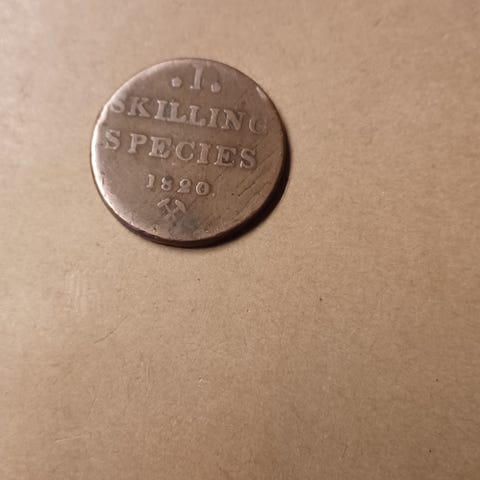 . 1 .
SKILLING
SPECIES
1820.